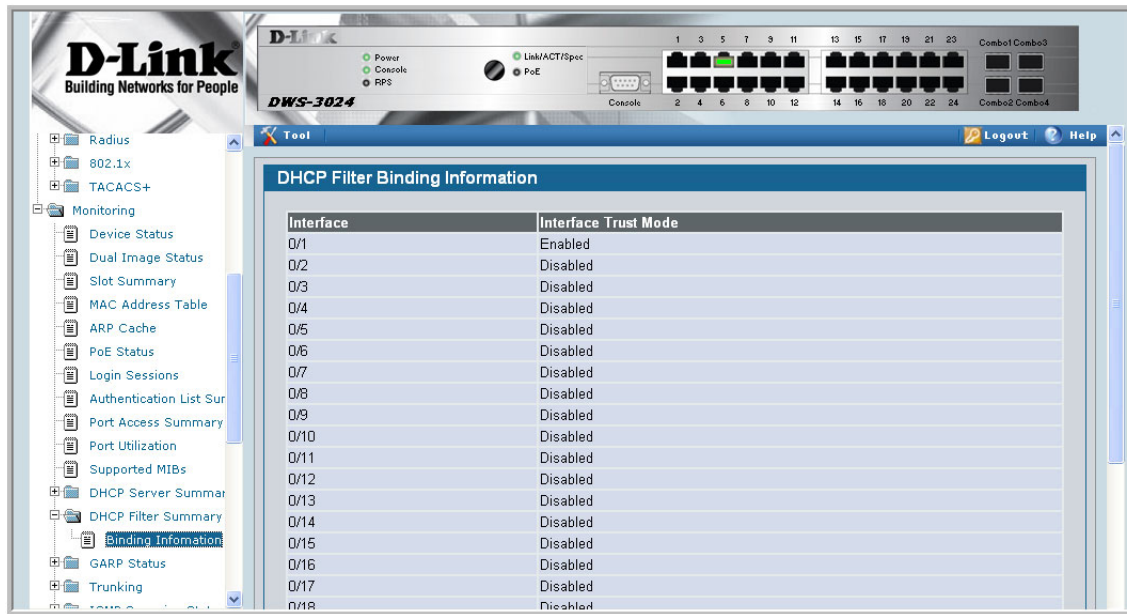 D-Link
Building Networks for People
D-Link
Power
Console
RPS
Link/ACT/Spec
PoE
DWS-3024
Console
1 3 5 7 9 11 13 15 17 19 21 23
2 4 6 8 10 12 14 16 18 20 22 24
Combo1 Combo3
Combo2 Combo4
Tool
Logout
Help
Radius
802.1x
TACACS+
Monitoring
Device Status
Dual Image Status
Slot Summary
MAC Address Table
ARP Cache
PoE Status
Login Sessions
Authentication List Sur
Port Access Summary
Port Utilization
Supported MIBs
DHCP Server Summar
DHCP Filter Summary
Binding Infomation
GARP Status
Trunking
DHCP Filter Binding Information
Interface Interface Trust Mode
0/1 Enabled
0/2 Disabled
0/3 Disabled
0/4 Disabled
0/5 Disabled
0/6 Disabled
0/7 Disabled
0/8 Disabled
0/9 Disabled
0/10 Disabled
0/11 Disabled
0/12 Disabled
0/13 Disabled
0/14 Disabled
0/15 Disabled
0/16 Disabled
0/17 Disabled
0/18 Disabled